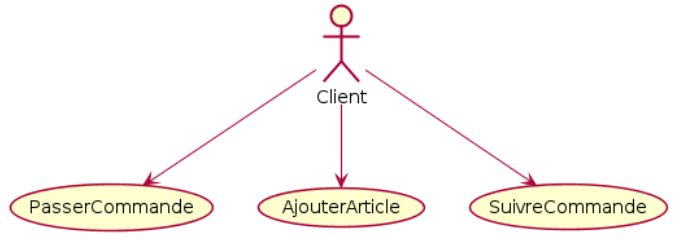 Client
PasserCommande
AjouterArticle
SuivreCommande